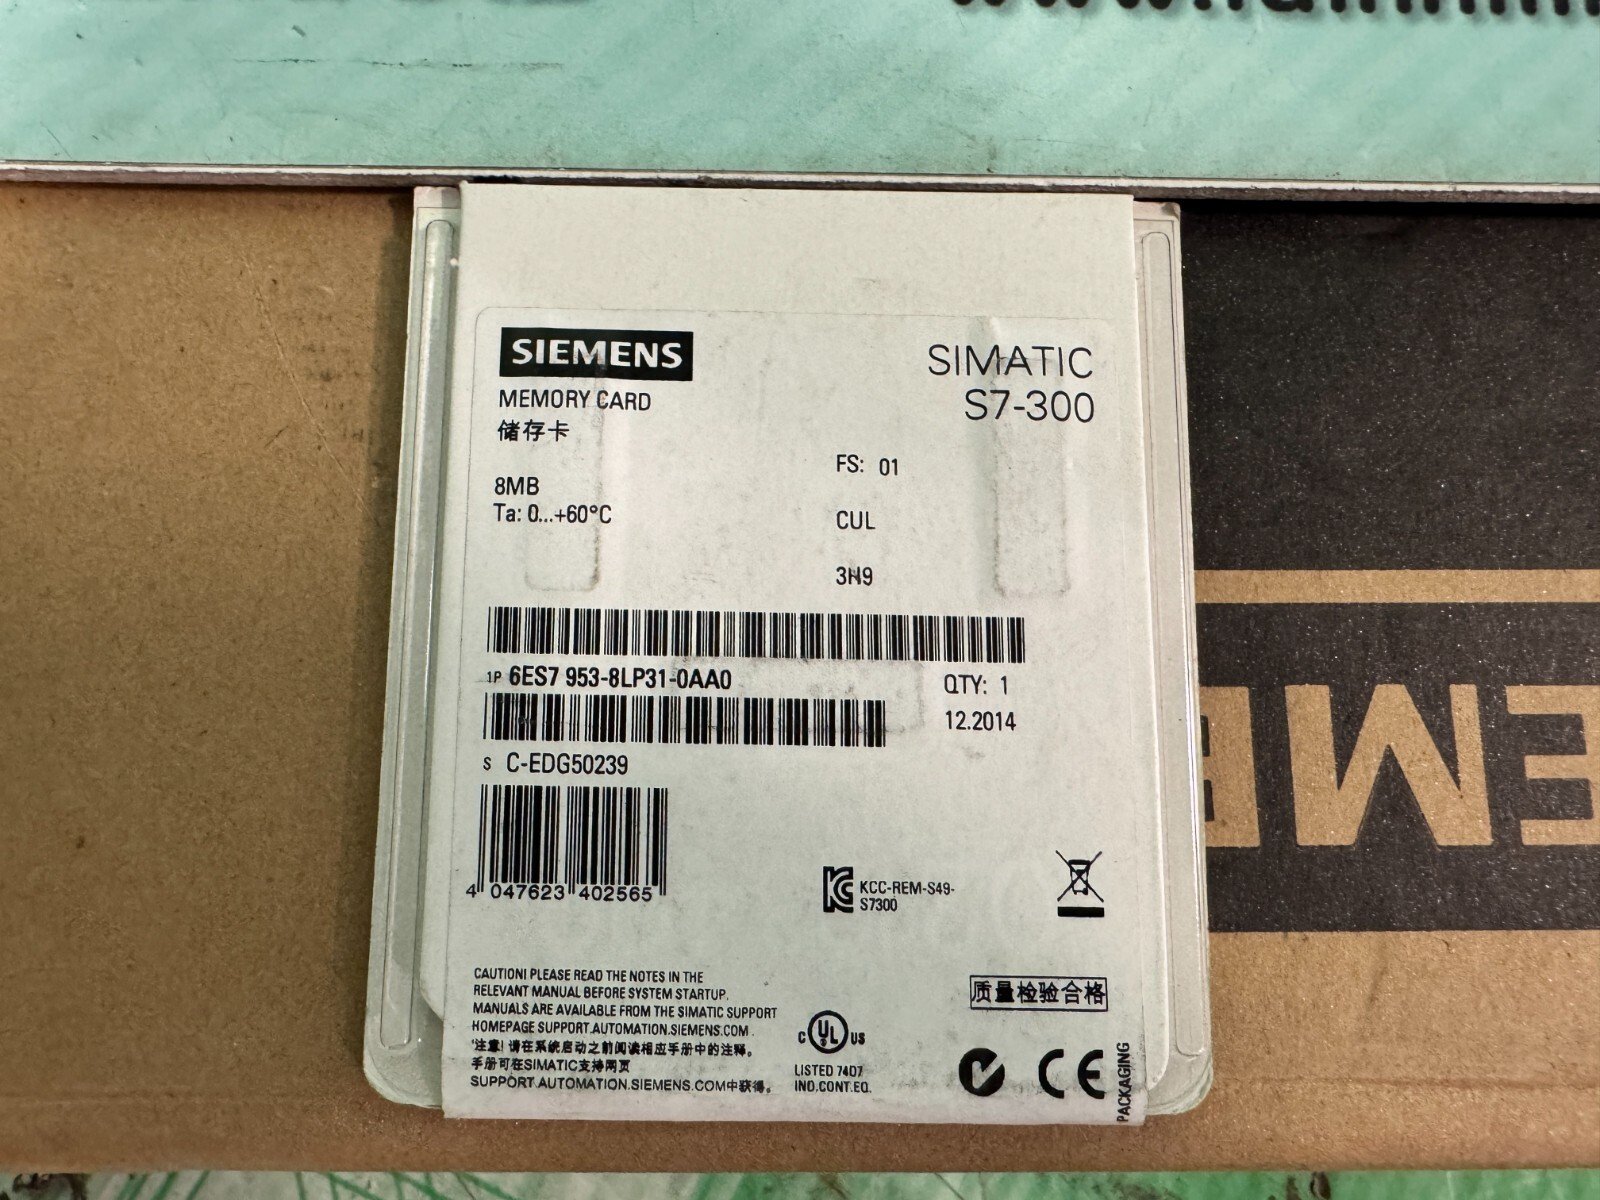 SIEMENS
SIMATIC
S7-300
MEMORY CARD
储存卡
FS: 01
8MB
Ta: 0...+60°C
CUL
3H9
1P 6ES7 953-8LP31-0AA0
QTY: 1
12.2014
S C-EDG50239
4 047623 402565
KCC-REM-S49-
S7300
CAUTION! PLEASE READ THE NOTES IN THE
RELEVANT MANUAL BEFORE SYSTEM STARTUP.
MANUALS ARE AVAILABLE FROM THE SIMATIC SUPPORT
HOMEPAGE SUPPORT.AUTOMATION.SIEMENS.COM .
'注意! 请在系统启动之前阅读相应手册中的注释。
手册可在SIMATIC支持网页
SUPPORT.AUTOMATION.SIEMENS.COM中获得。
质量检验合格
C UL US
LISTED 7407
IND.CONT.EQ.
CE
PACKAGING